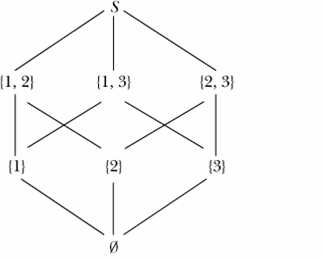 S
{1, 2} {1, 3} {2, 3}
{1} {2} {3}
Ø